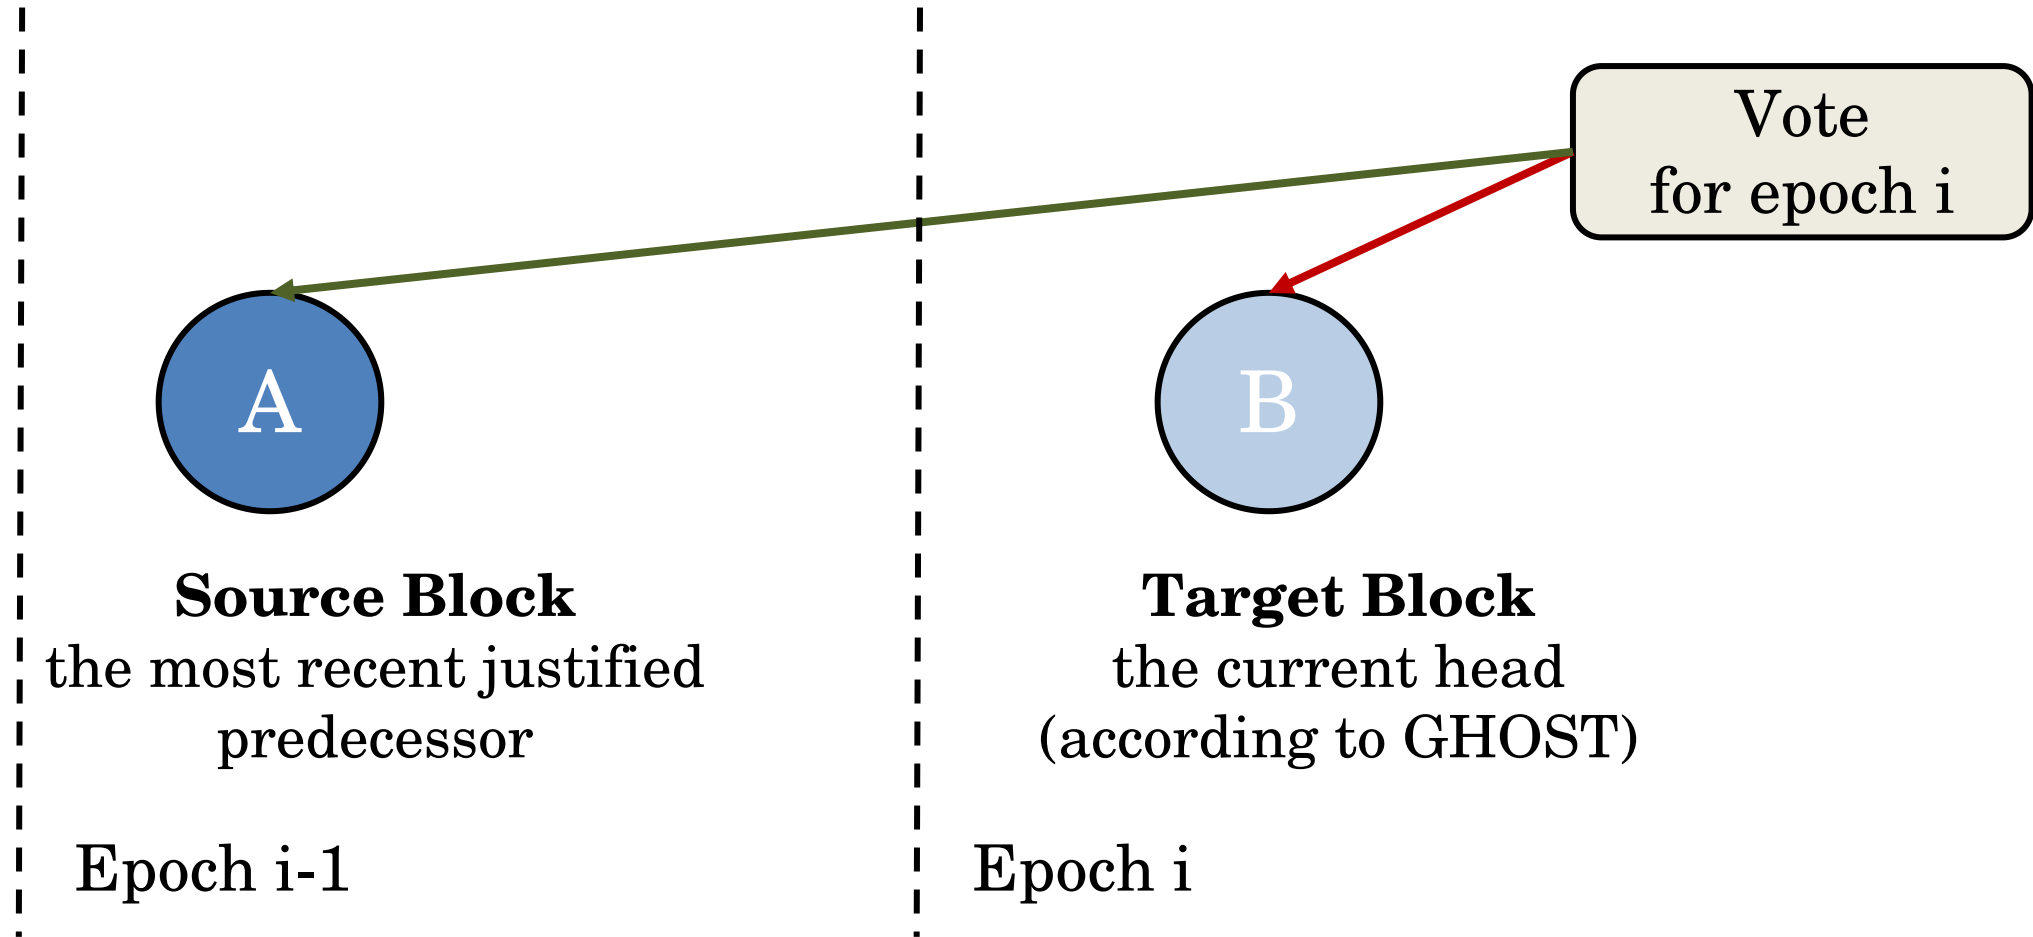 Vote
for epoch i
A
B
Source Block
the most recent justified
predecessor
Target Block
the current head
(according to GHOST)
Epoch i-1
Epoch i